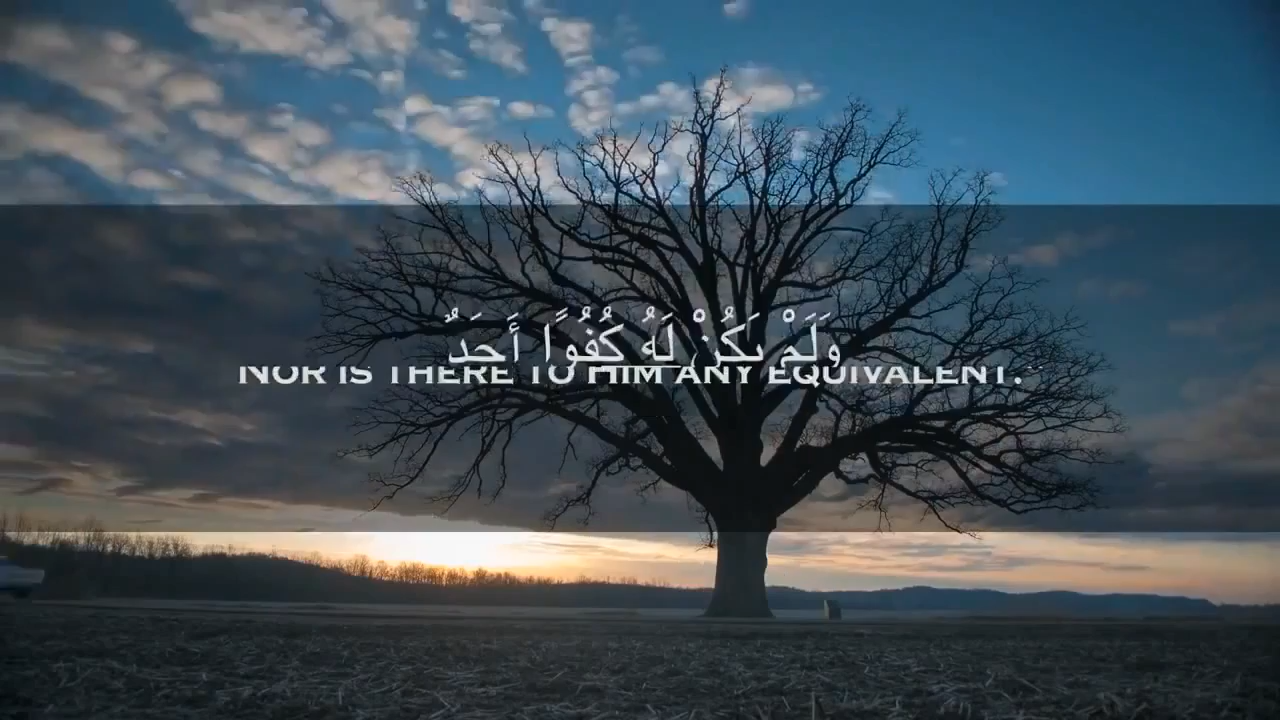 وَلَمْ يَكُنْ لَهُ كُفُوًا أَحَدٌ
NOR IS THERE TO HIM ANY EQUIVALENT.”